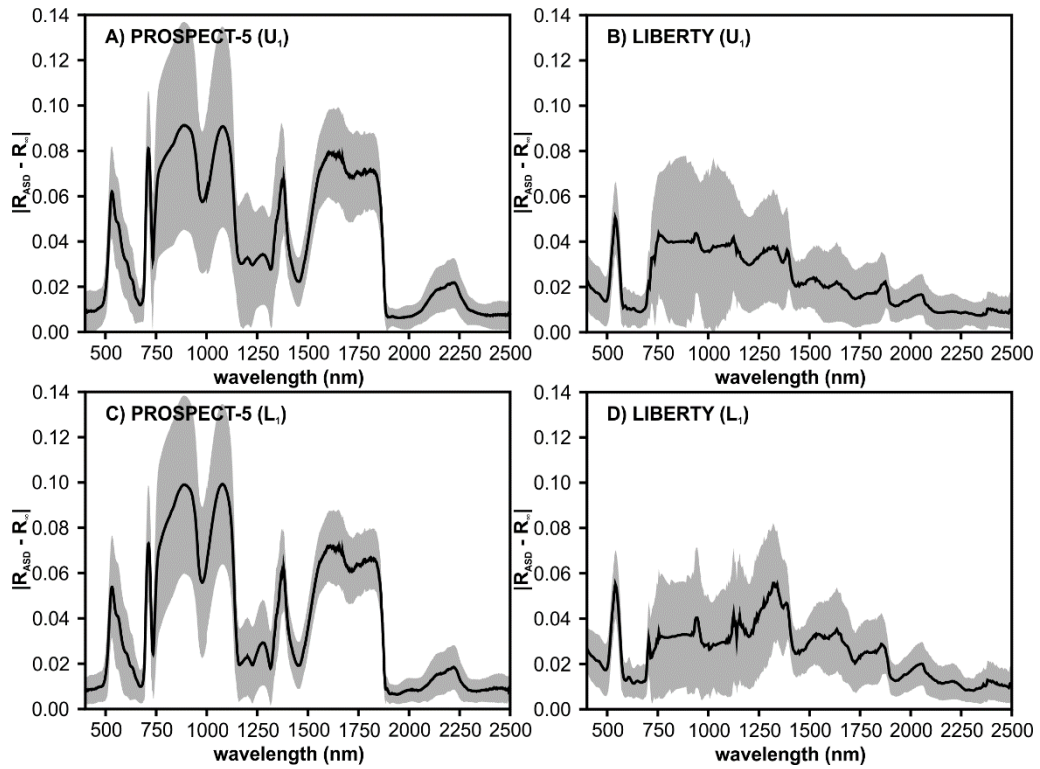 A) PROSPECT-5 (U₁)
|R_ASD - R_∞|
0.14
0.12
0.10
0.08
0.06
0.04
0.02
0.00
500 750 1000 1250 1500 1750 2000 2250 2500
wavelength (nm)
B) LIBERTY (U₁)
|R_ASD - R_∞|
0.14
0.12
0.10
0.08
0.06
0.04
0.02
0.00
500 750 1000 1250 1500 1750 2000 2250 2500
wavelength (nm)
C) PROSPECT-5 (L₁)
|R_ASD - R_∞|
0.14
0.12
0.10
0.08
0.06
0.04
0.02
0.00
500 750 1000 1250 1500 1750 2000 2250 2500
wavelength (nm)
D) LIBERTY (L₁)
|R_ASD - R_∞|
0.14
0.12
0.10
0.08
0.06
0.04
0.02
0.00
500 750 1000 1250 1500 1750 2000 2250 2500
wavelength (nm)